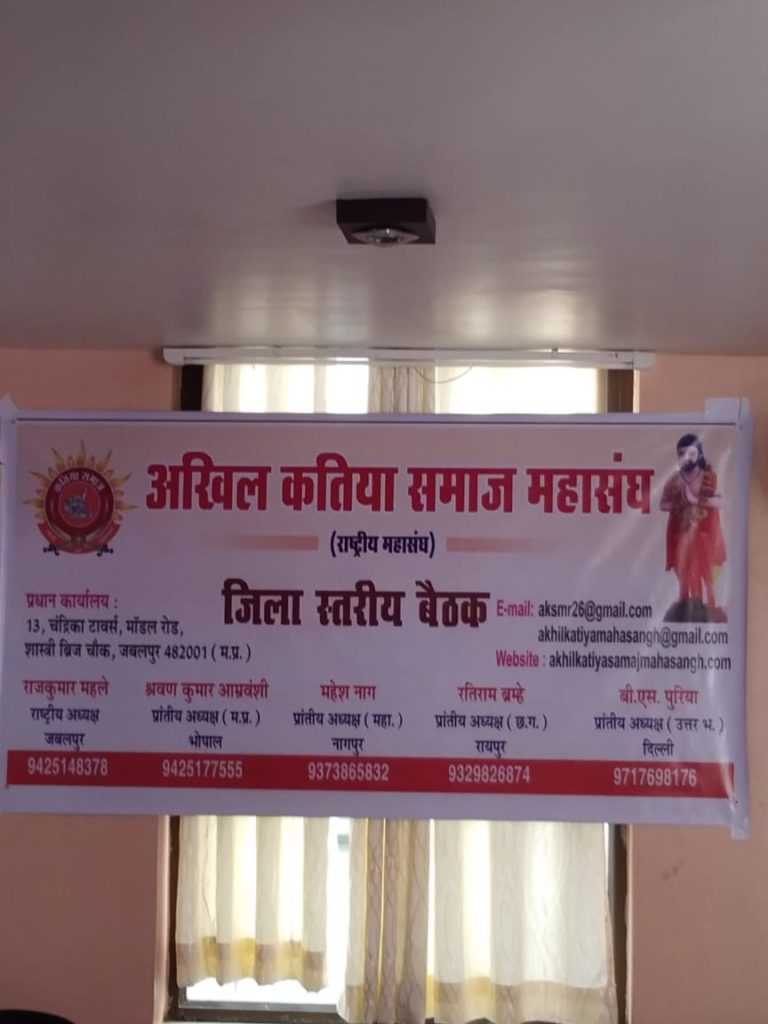 कतिया समाज
अखिल कतिया समाज महासंघ
(राष्ट्रीय महासंघ)
जिला स्तरीय बैठक
प्रधान कार्यालय :
13, चंद्रिका टावर्स, मॉडल रोड,
शास्त्री ब्रिज चौक, जबलपुर 482001 ( म.प्र. )
E-mail: aksmr26@gmail.com
akhilkatiyamahasangh@gmail.com
Website : akhilkatiyasamajmahasangh.com
राजकुमार महले
राष्ट्रीय अध्यक्ष
जबलपुर
9425148378
श्रवण कुमार आम्रवंशी
प्रांतीय अध्यक्ष ( म.प्र. )
भोपाल
9425177555
महेश नाग
प्रांतीय अध्यक्ष ( महा. )
नागपुर
9373865832
रतिराम ब्रम्हे
प्रांतीय अध्यक्ष ( छ.ग. )
रायपुर
9329826874
बी.एस. पुरिया
प्रांतीय अध्यक्ष ( उत्तर भ. )
दिल्ली
9717698176